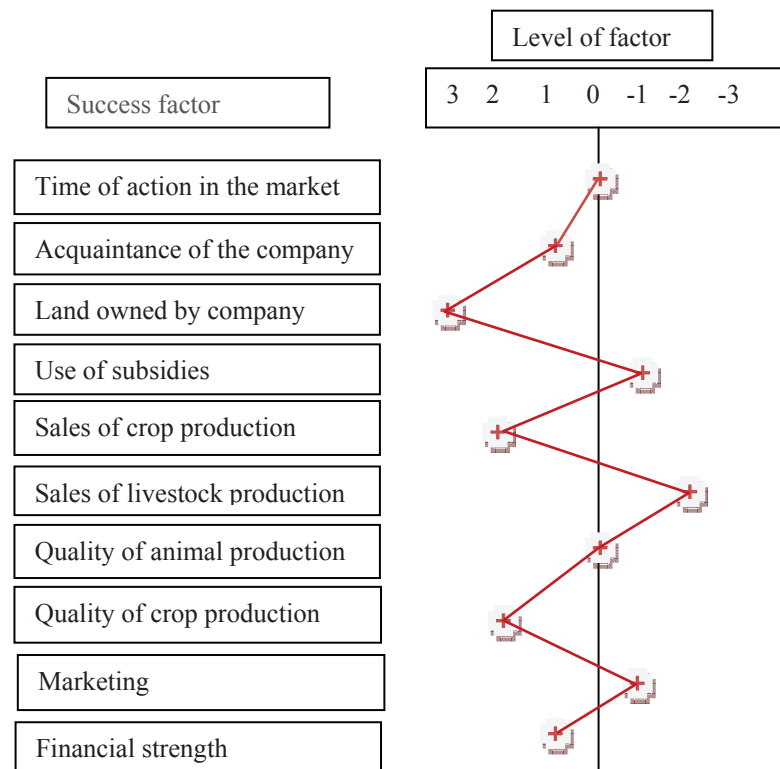 Level of factor
Success factor
3 2 1 0 -1 -2 -3
Time of action in the market
Acquaintance of the company
Land owned by company
Use of subsidies
Sales of crop production
Sales of livestock production
Quality of animal production
Quality of crop production
Marketing
Financial strength